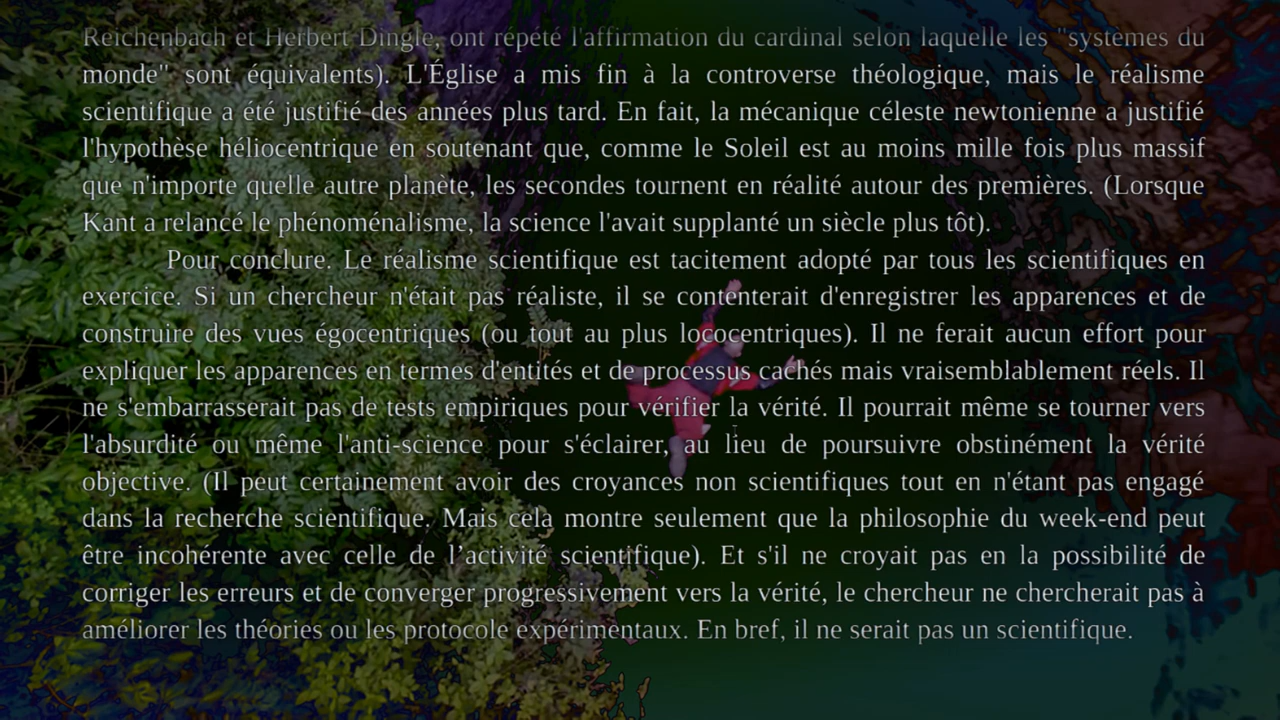 Reichenbach et Herbert Dingle, ont répété l'affirmation du cardinal selon laquelle les "systèmes du
monde" sont équivalents). L'Église a mis fin à la controverse théologique, mais le réalisme
scientifique a été justifié des années plus tard. En fait, la mécanique céleste newtonienne a justifié
l'hypothèse héliocentrique en soutenant que, comme le Soleil est au moins mille fois plus massif
que n'importe quelle autre planète, les secondes tournent en réalité autour des premières. (Lorsque
Kant a relancé le phénoménalisme, la science l'avait supplanté un siècle plus tôt).
Pour conclure. Le réalisme scientifique est tacitement adopté par tous les scientifiques en
exercice. Si un chercheur n'était pas réaliste, il se contenterait d'enregistrer les apparences et de
construire des vues égocentriques (ou tout au plus lococentriques). Il ne ferait aucun effort pour
expliquer les apparences en termes d'entités et de processus cachés mais vraisemblablement réels. Il
ne s'embarrasserait pas de tests empiriques pour vérifier la vérité. Il pourrait même se tourner vers
l'absurdité ou même l'anti-science pour s'éclairer, au lieu de poursuivre obstinément la vérité
objective. (Il peut certainement avoir des croyances non scientifiques tout en n'étant pas engagé
dans la recherche scientifique. Mais cela montre seulement que la philosophie du week-end peut
être incohérente avec celle de l’activité scientifique). Et s'il ne croyait pas en la possibilité de
corriger les erreurs et de converger progressivement vers la vérité, le chercheur ne chercherait pas à
améliorer les théories ou les protocole expérimentaux. En bref, il ne serait pas un scientifique.